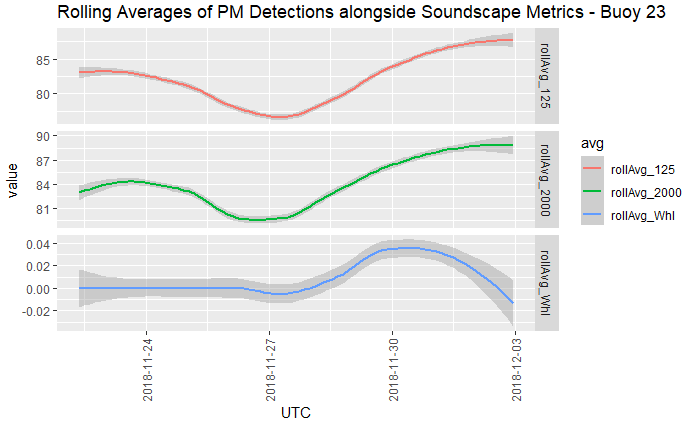 Rolling Averages of PM Detections alongside Soundscape Metrics - Buoy 23
85
80
rollAvg_125
90
87
84
81
rollAvg_2000
0.04
0.02
0.00
-0.02
rollAvg_Whl
value
2018-11-24
2018-11-27
2018-11-30
2018-12-03
UTC
avg
rollAvg_125
rollAvg_2000
rollAvg_Whl